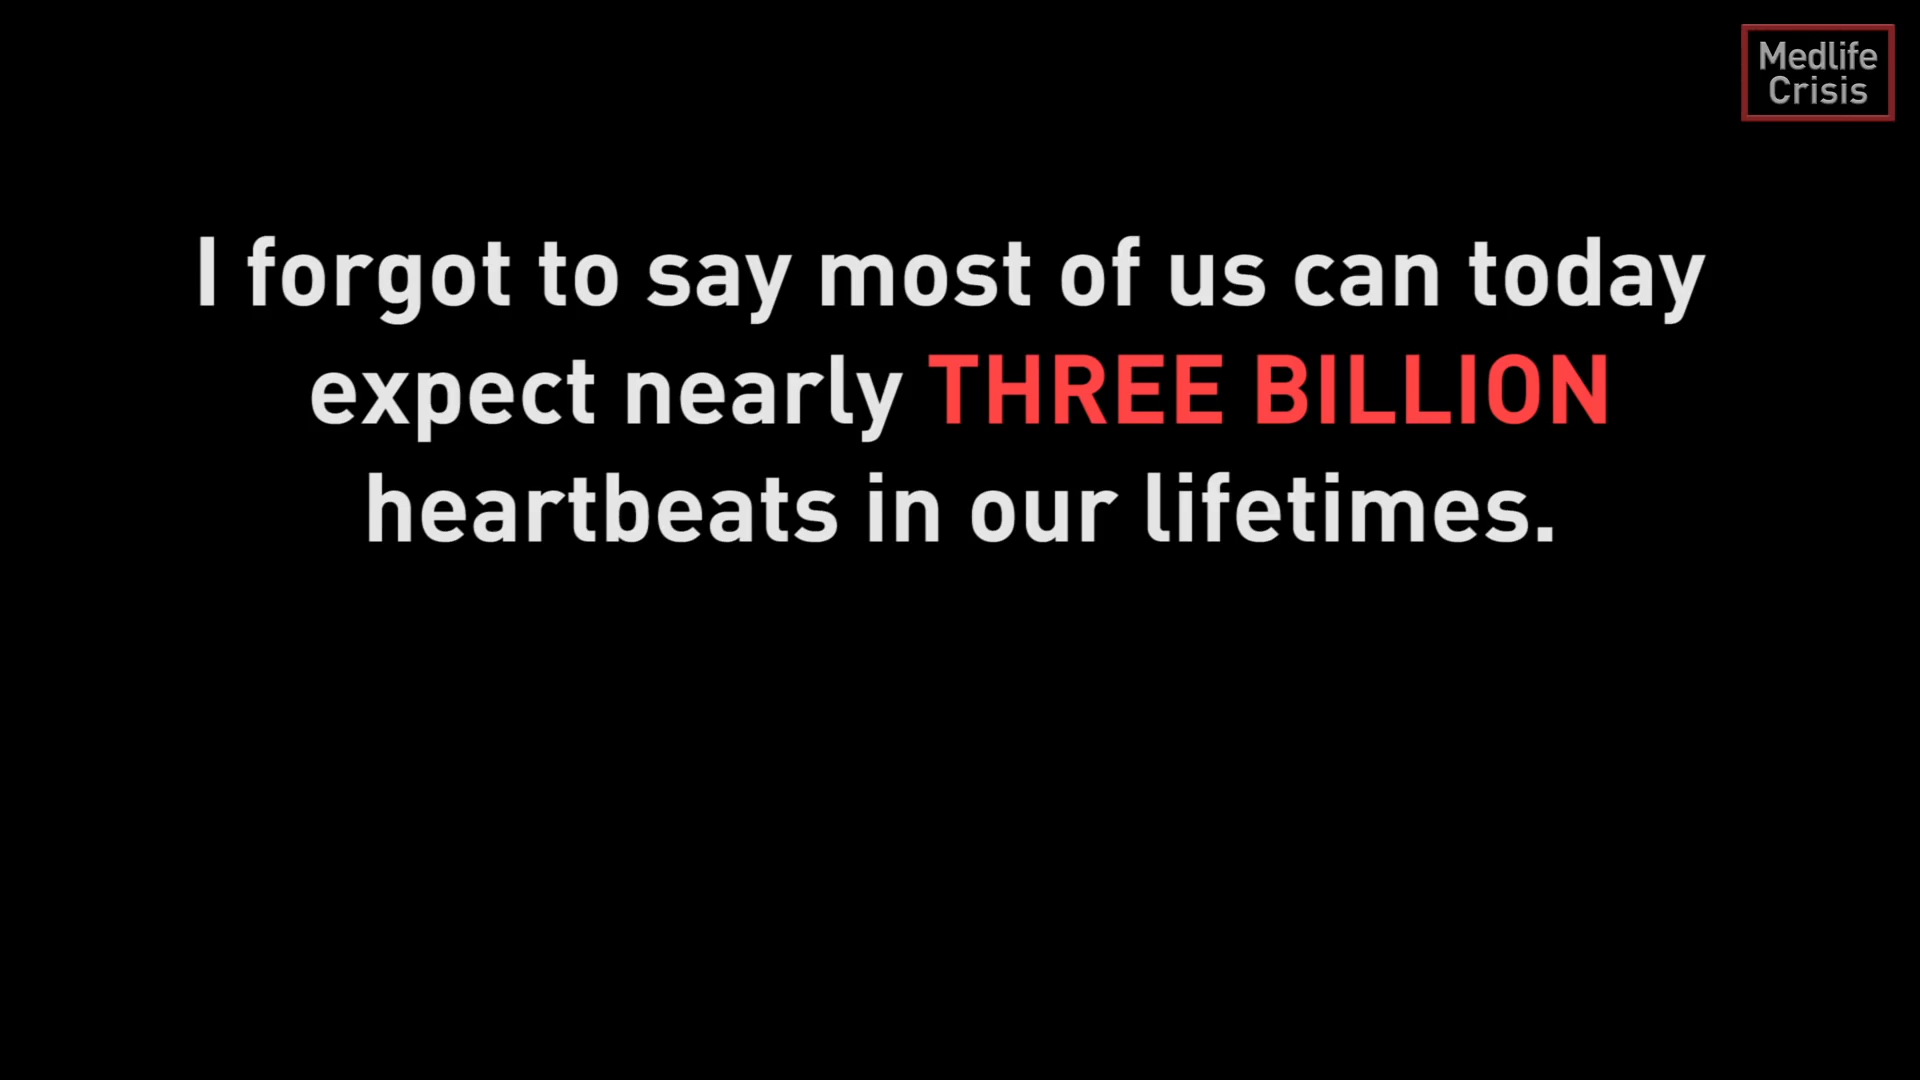 Medlife
Crisis
I forgot to say most of us can today
expect nearly THREE BILLION
heartbeats in our lifetimes.